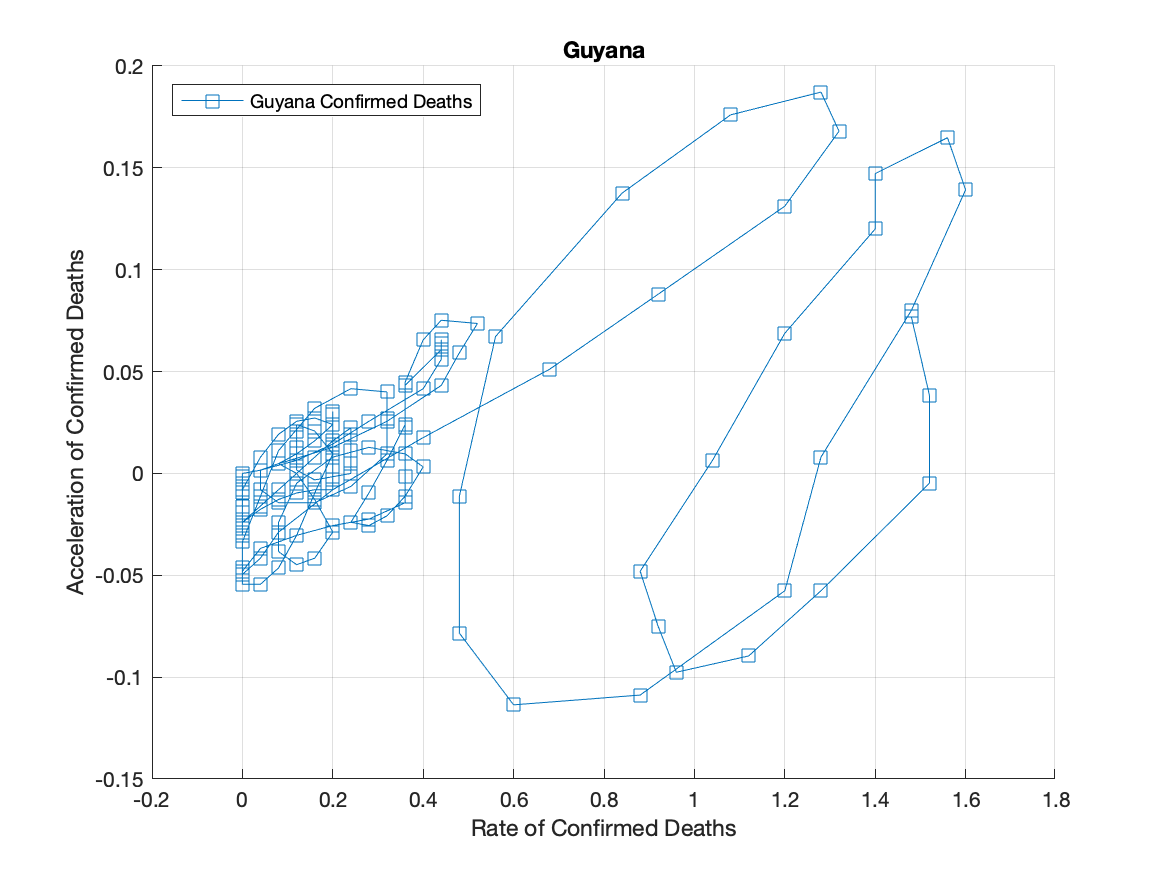 Guyana
Guyana Confirmed Deaths
0.2
0.15
0.1
0.05
0
-0.05
-0.1
-0.15
Acceleration of Confirmed Deaths
-0.2 0 0.2 0.4 0.6 0.8 1 1.2 1.4 1.6 1.8
Rate of Confirmed Deaths